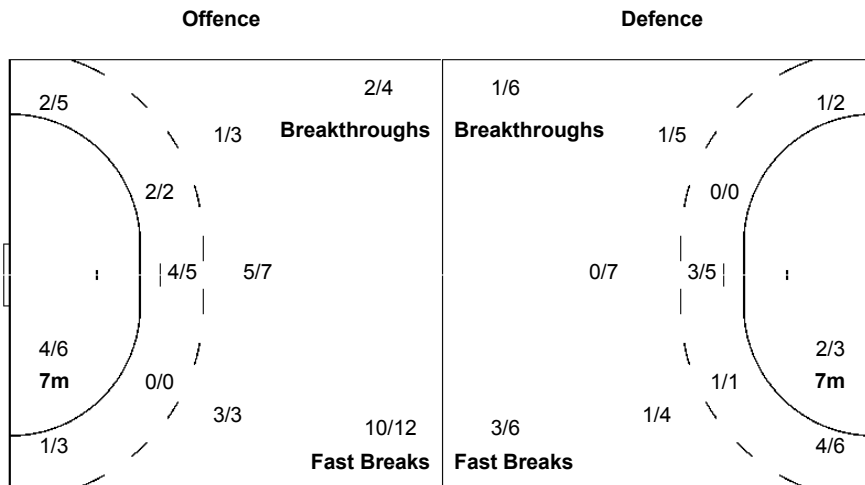 Offence
Defence
2/4
1/6
2/5
1/2
1/3
Breakthroughs
Breakthroughs
1/5
2/2
0/0
4/5
5/7
0/7
3/5
4/6
2/3
7m
0/0
1/1
7m
3/3
10/12
3/6
1/4
1/3
4/6
Fast Breaks
Fast Breaks